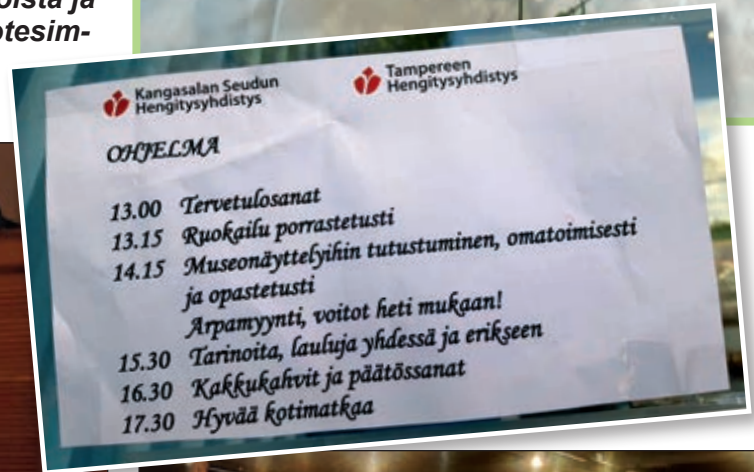 oista ja
otesim-
Kangasalan Seudun
Hengitysyhdistys
Tampereen
Hengitysyhdistys
OHJELMA
13.00 Tervetulosanat
13.15 Ruokailu porrastetusti
14.15 Museonäyttelyihin tutustuminen, omatoimisesti
ja opastetusti
Arpamyynti, voitot heti mukaan!
15.30 Tarinoita, lauluja yhdessä ja erikseen
16.30 Kakkukahvit ja päätössanat
17.30 Hyvää kotimatkaa